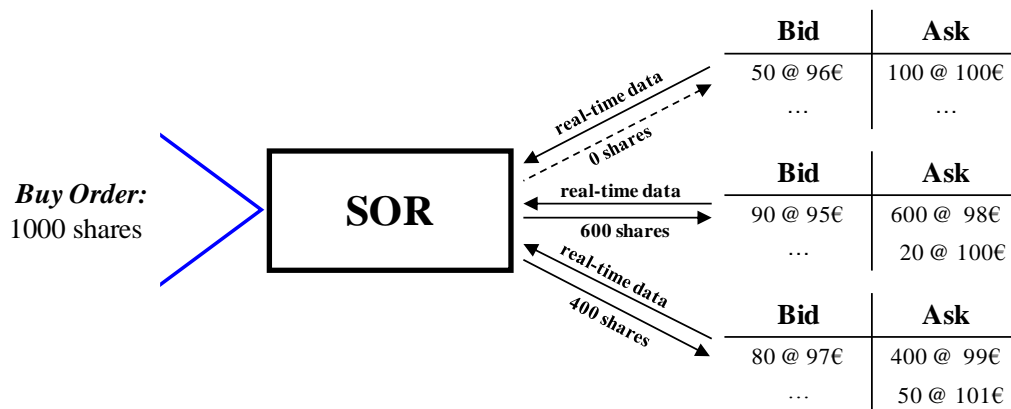 Buy Order:
1000 shares
SOR
real-time data
0 shares
real-time data
600 shares
real-time data
400 shares
Bid Ask
50 @ 96€ 100 @ 100€
… …
Bid Ask
90 @ 95€ 600 @ 98€
… 20 @ 100€
Bid Ask
80 @ 97€ 400 @ 99€
… 50 @ 101€